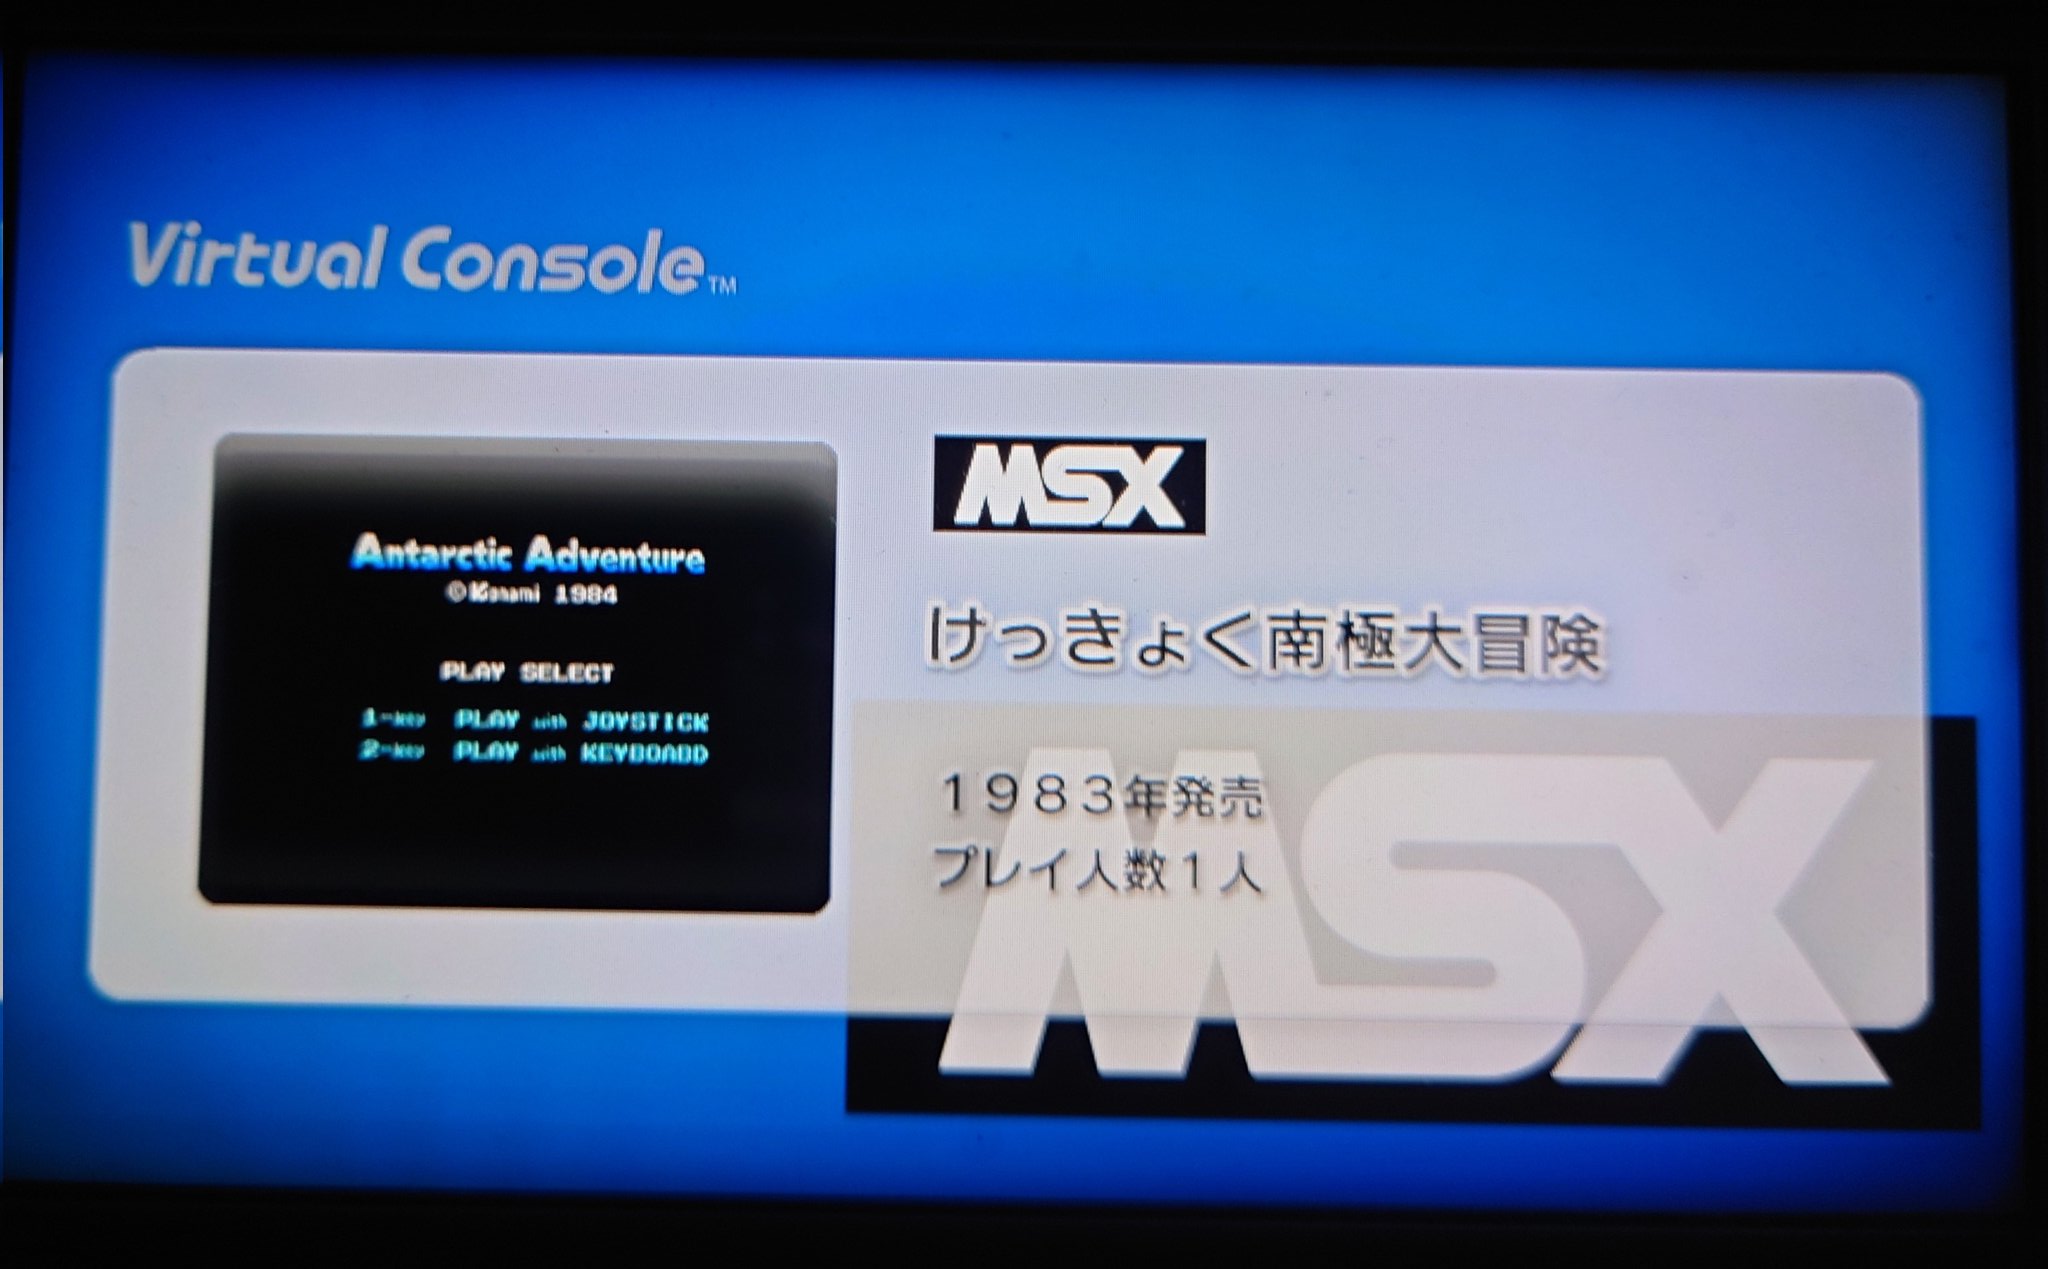 Virtual Console™
Antarctic Adventure
©Konami 1984
PLAY SELECT
1-key PLAY with JOYSTICK
2-key PLAY with KEYBOARD
MSX
けっきょく南極大冒険
１９８３年発売
プレイ人数１人
MSX